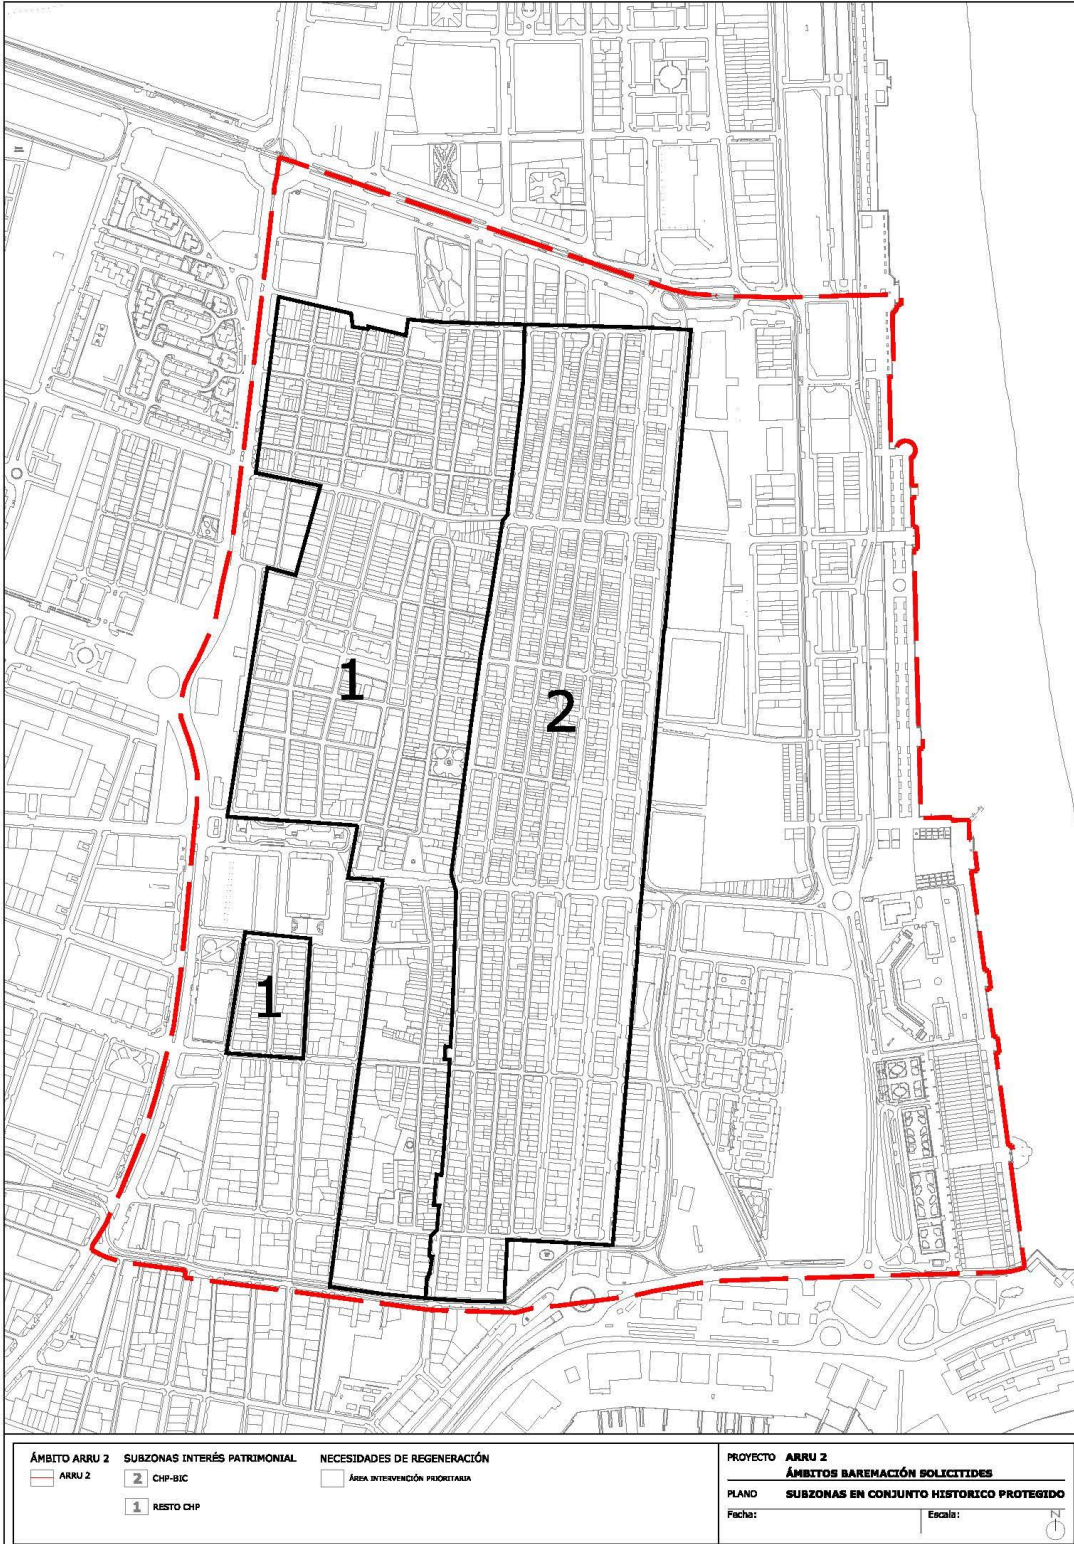 1
2
1
ÁMBITO ARRU 2
ARRU 2
SUBZONAS INTERÉS PATRIMONIAL
2 CHP-BIC
1 RESTO CHP
NECESIDADES DE REGENERACIÓN
ÁREA INTERVENCIÓN PRIORITARIA
PROYECTO ARRU 2
ÁMBITOS BAREMACIÓN SOLICITIDES
PLANO SUBZONAS EN CONJUNTO HISTORICO PROTEGIDO
Fecha:
Escala:
N